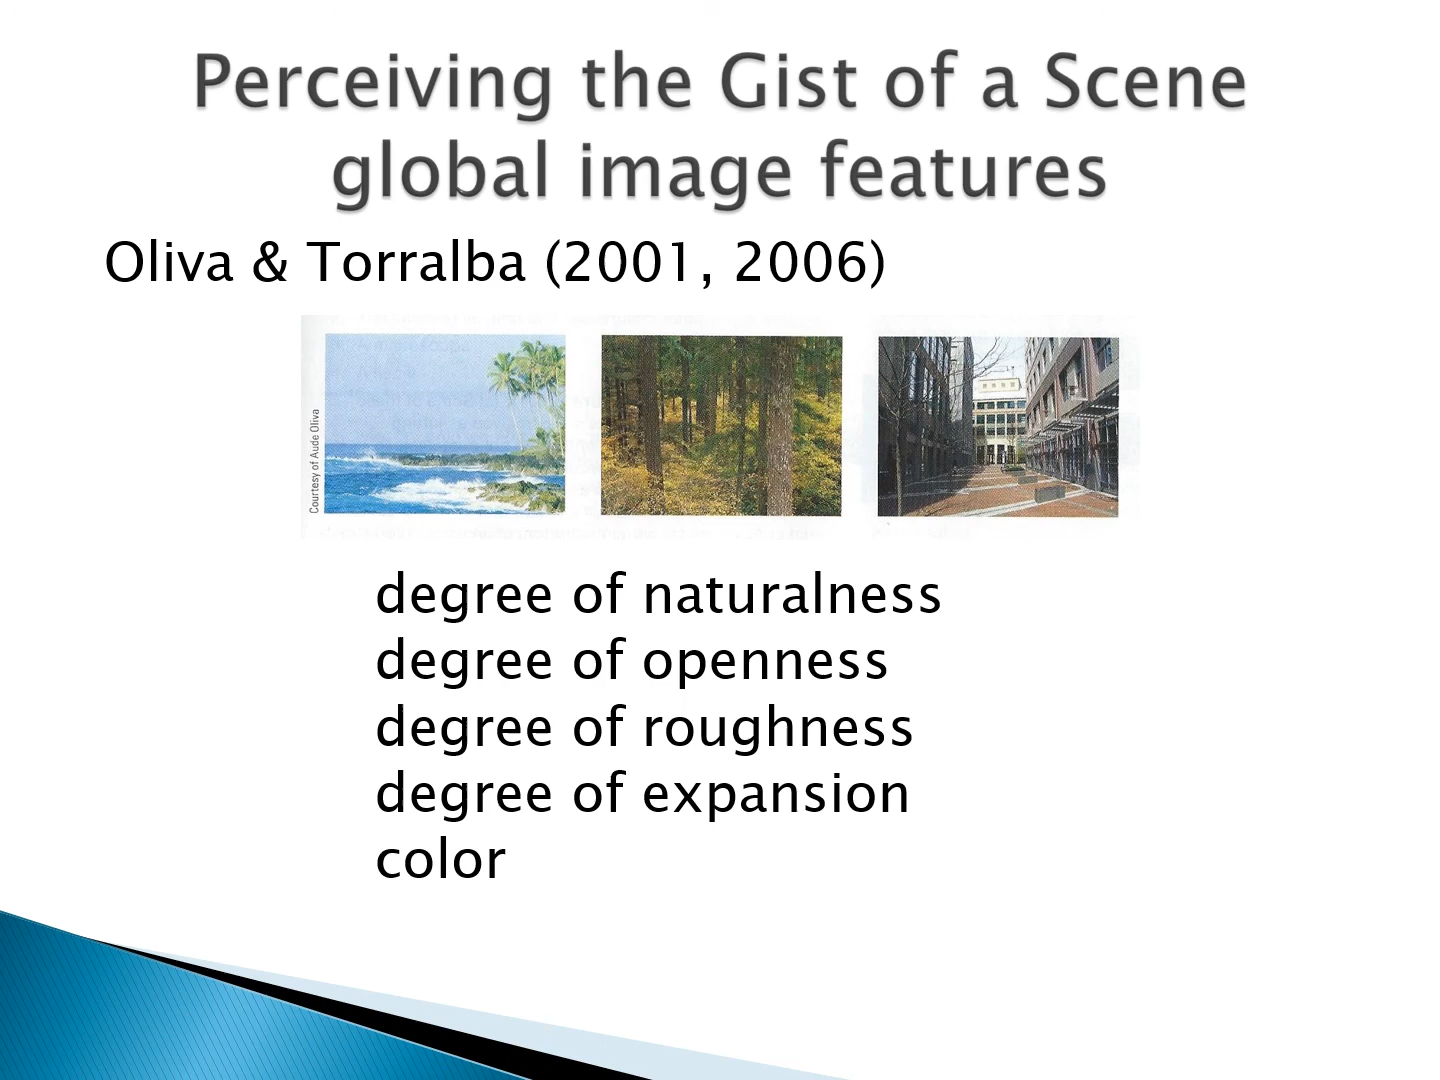 Perceiving the Gist of a Scene
global image features
Oliva & Torralba (2001, 2006)
Courtesy of Aude Oliva
degree of naturalness
degree of openness
degree of roughness
degree of expansion
color